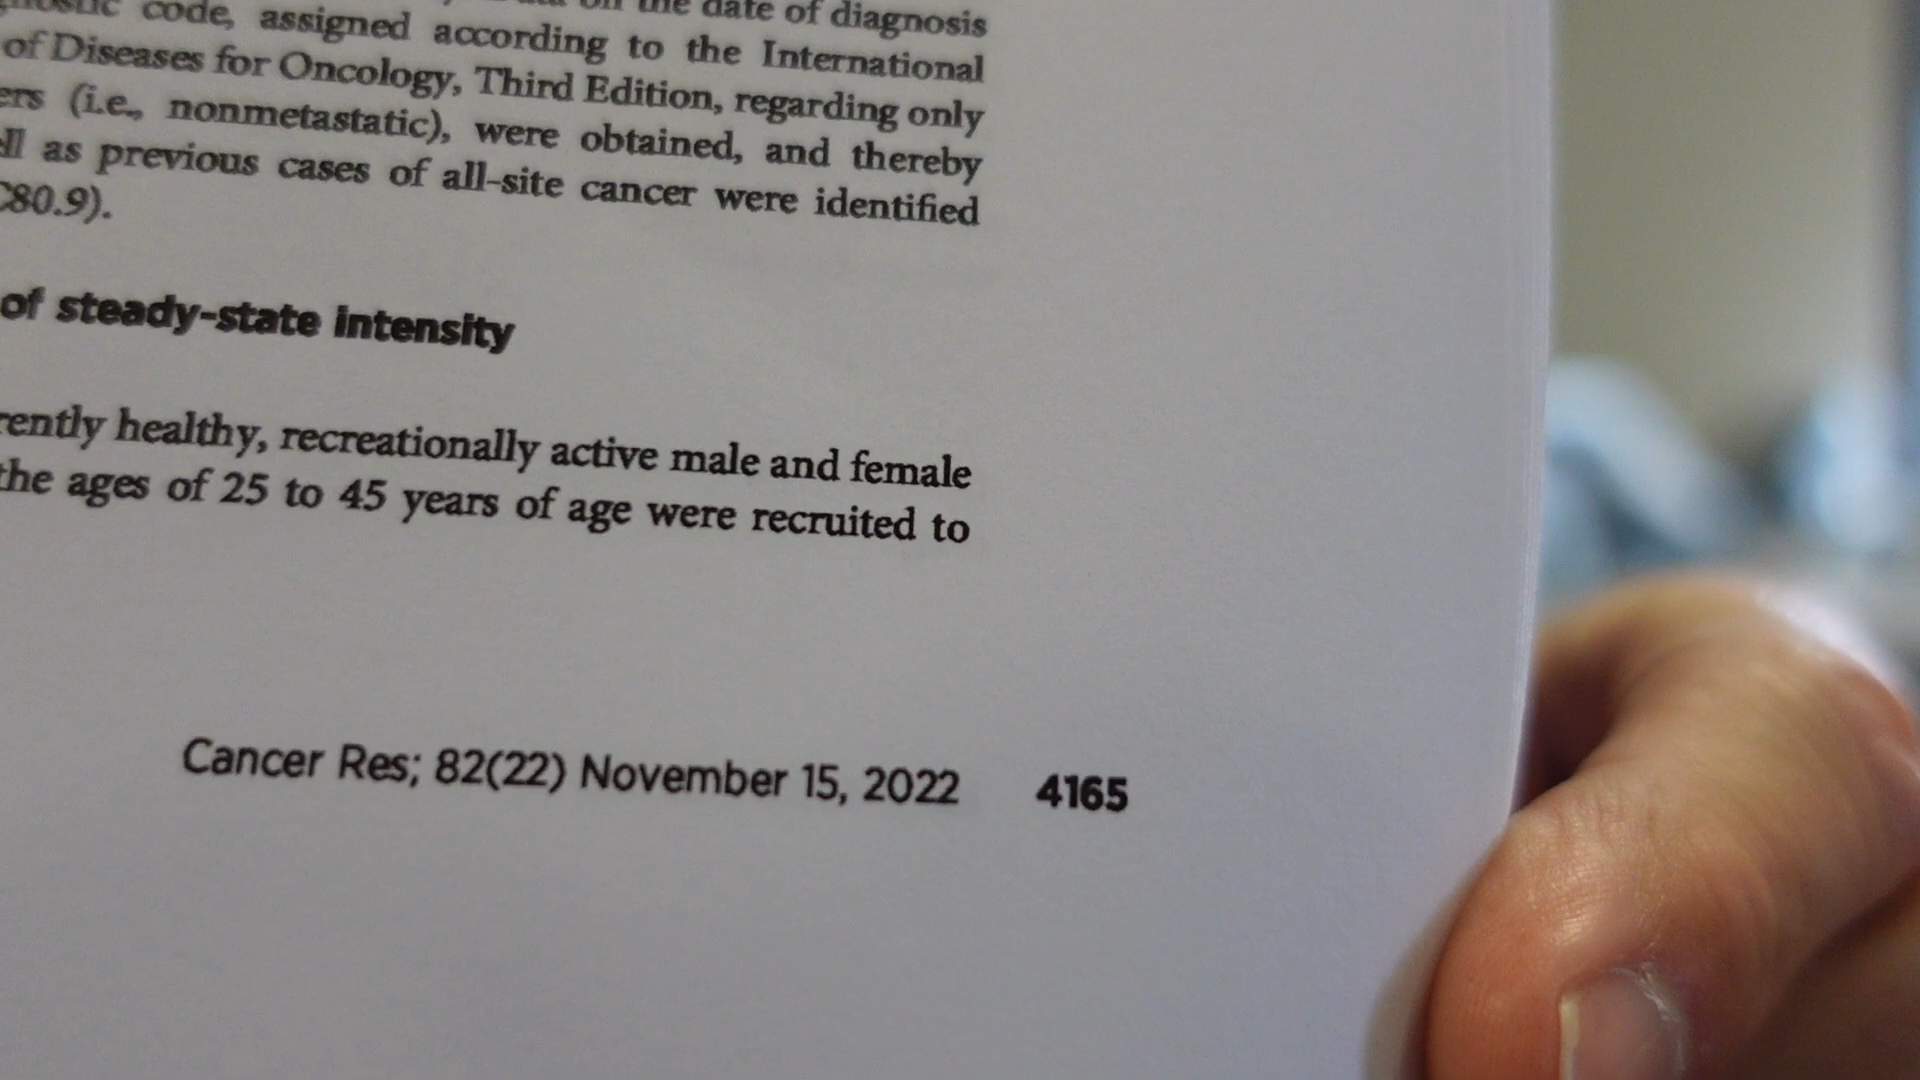 code, assigned according to the International
of Diseases for Oncology, Third Edition, regarding only
(i.e., nonmetastatic), were obtained, and thereby
as previous cases of all-site cancer were identified
80.9).
of steady-state intensity
healthy, recreationally active male and female
the ages of 25 to 45 years of age were recruited to
Cancer Res; 82(22) November 15, 2022 4165